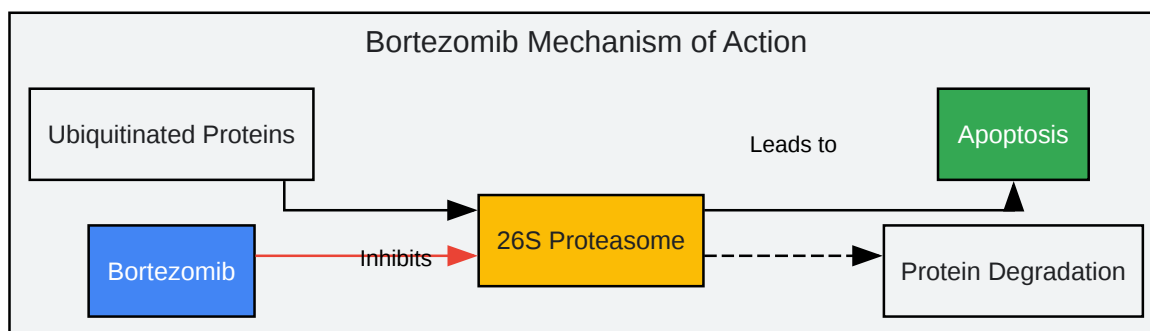 Bortezomib Mechanism of Action
Ubiquitinated Proteins
Leads to
Apoptosis
26S Proteasome
Bortezomib
Inhibits
Protein Degradation